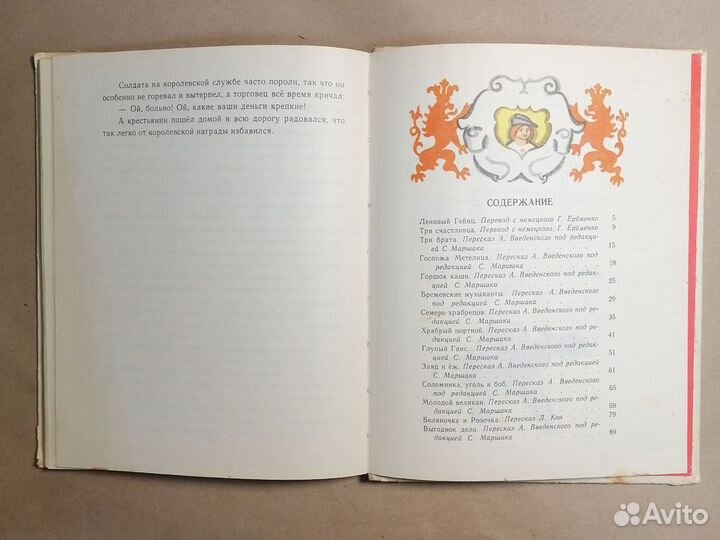 Солдата на королевской службе часто пороли, так что он
особенно не горевал и вытерпел, а торговец всё время кричал:
— Ой, больно! Ой, какие ваши деньги крепкие!
А крестьянин пошёл домой и всю дорогу радовался, что
так легко от королевской награды избавился.
СОДЕРЖАНИЕ
Ленивый Гейнц. Перевод с немецкого Г. Ерёменко 5
Три счастливца. Перевод с немецкого. Г. Ерёменко 9
Три брата. Пересказ А. Введенского под редакци-
ей С. Маршака 15
Госпожа Метелица. Пересказ А. Введенского под
редакцией С. Маршака 18
Горшок каши. Пересказ А. Введенского под редак-
цией С. Маршака 25
Бременские музыканты. Пересказ А. Введенского
под редакцией С. Маршака 29
Семеро храбрецов. Пересказ А. Введенского под ре-
дакцией С. Маршака 35
Храбрый портной. Пересказ А. Введенского под ре-
дакцией С. Маршака 41
Глупый Ганс. Пересказ А. Введенского под редак-
цией С. Маршака 51
Заяц и ёж. Пересказ А. Введенского под редакцией
С. Маршака 61
Соломинка, уголь и боб. Пересказ А. Введенского
под редакцией С. Маршака 65
Молодой великан. Пересказ А. Введенского под ре-
дакцией С. Маршака 69
Беляночка и Розочка. Пересказ Л. Кон 79
Выгодное дело. Пересказ А. Введенского под ре-
дакцией С. Маршака 89
Avito